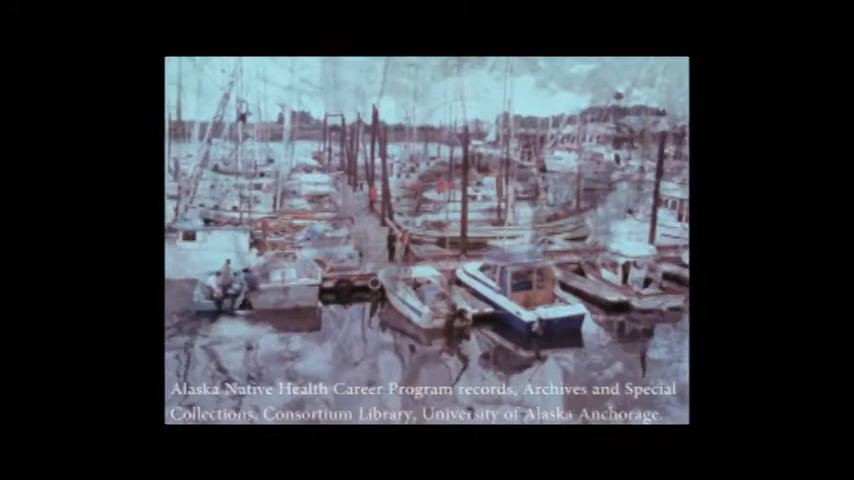 Alaska Native Health Career Program records, Archives and Special
Collections, Consortium Library, University of Alaska Anchorage.